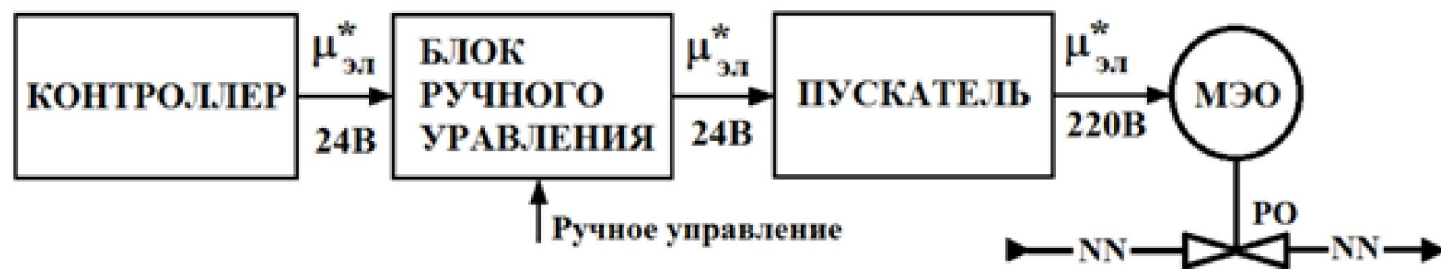 КОНТРОЛЛЕР
μ*эл
24В
БЛОК
РУЧНОГО
УРАВЛЕНИЯ
μ*эл
24В
ПУСКАТЕЛЬ
μ*эл
220В
МЭО
Ручное управление
РО
NN
NN